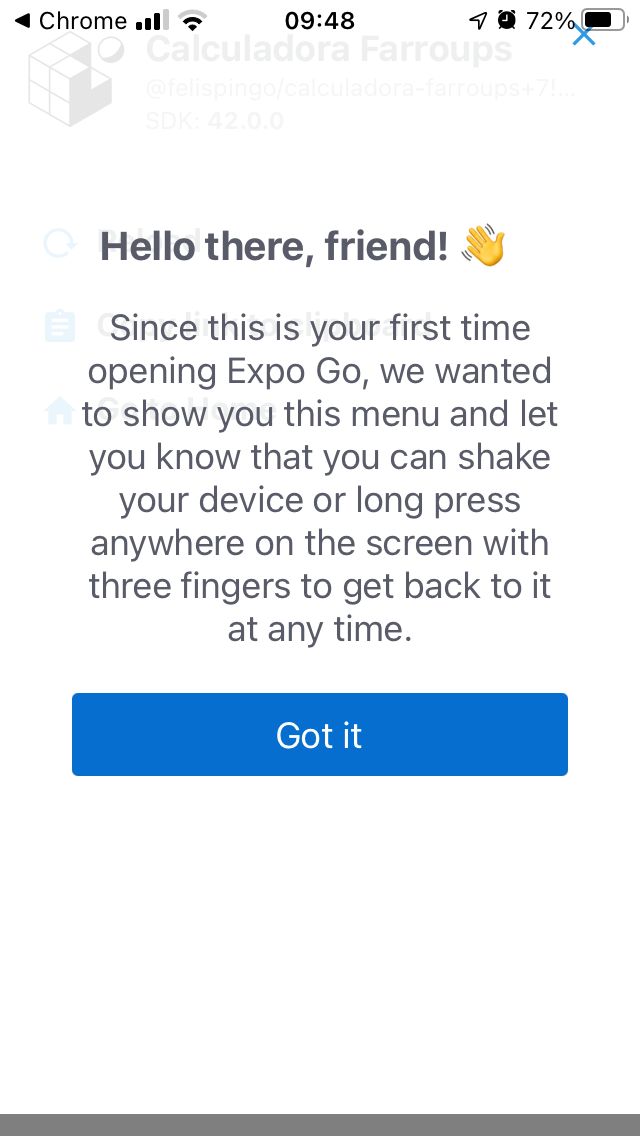 Chrome 09:48 72%
Calculadora Farroups
@felispingo/calculadora-farroups+7!...
SDK: 42.0.0
Hello there, friend! 👋
Since this is your first time
opening Expo Go, we wanted
to show you this menu and let
you know that you can shake
your device or long press
anywhere on the screen with
three fingers to get back to it
at any time.
Got it